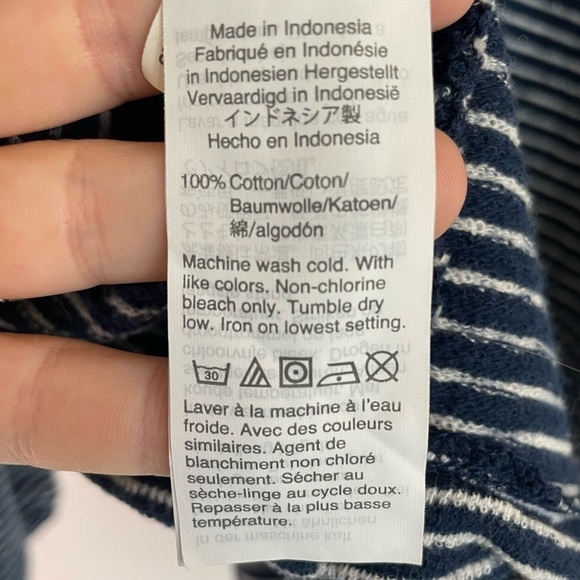 Made in Indonesia
Fabriqué en Indonésie
in Indonesien Hergestellt
Vervaardigd in Indonesië
インドネシア製
Hecho en Indonesia
100% Cotton/Coton/
Baumwolle/Katoen/
綿/algodón
Machine wash cold. With
like colors. Non-chlorine
bleach only. Tumble dry
low. Iron on lowest setting.
30
Laver à la machine à l'eau
froide. Avec des couleurs
similaires. Agent de
blanchiment non chloré
seulement. Sécher au
sèche-linge au cycle doux.
Repasser à la plus basse
température.